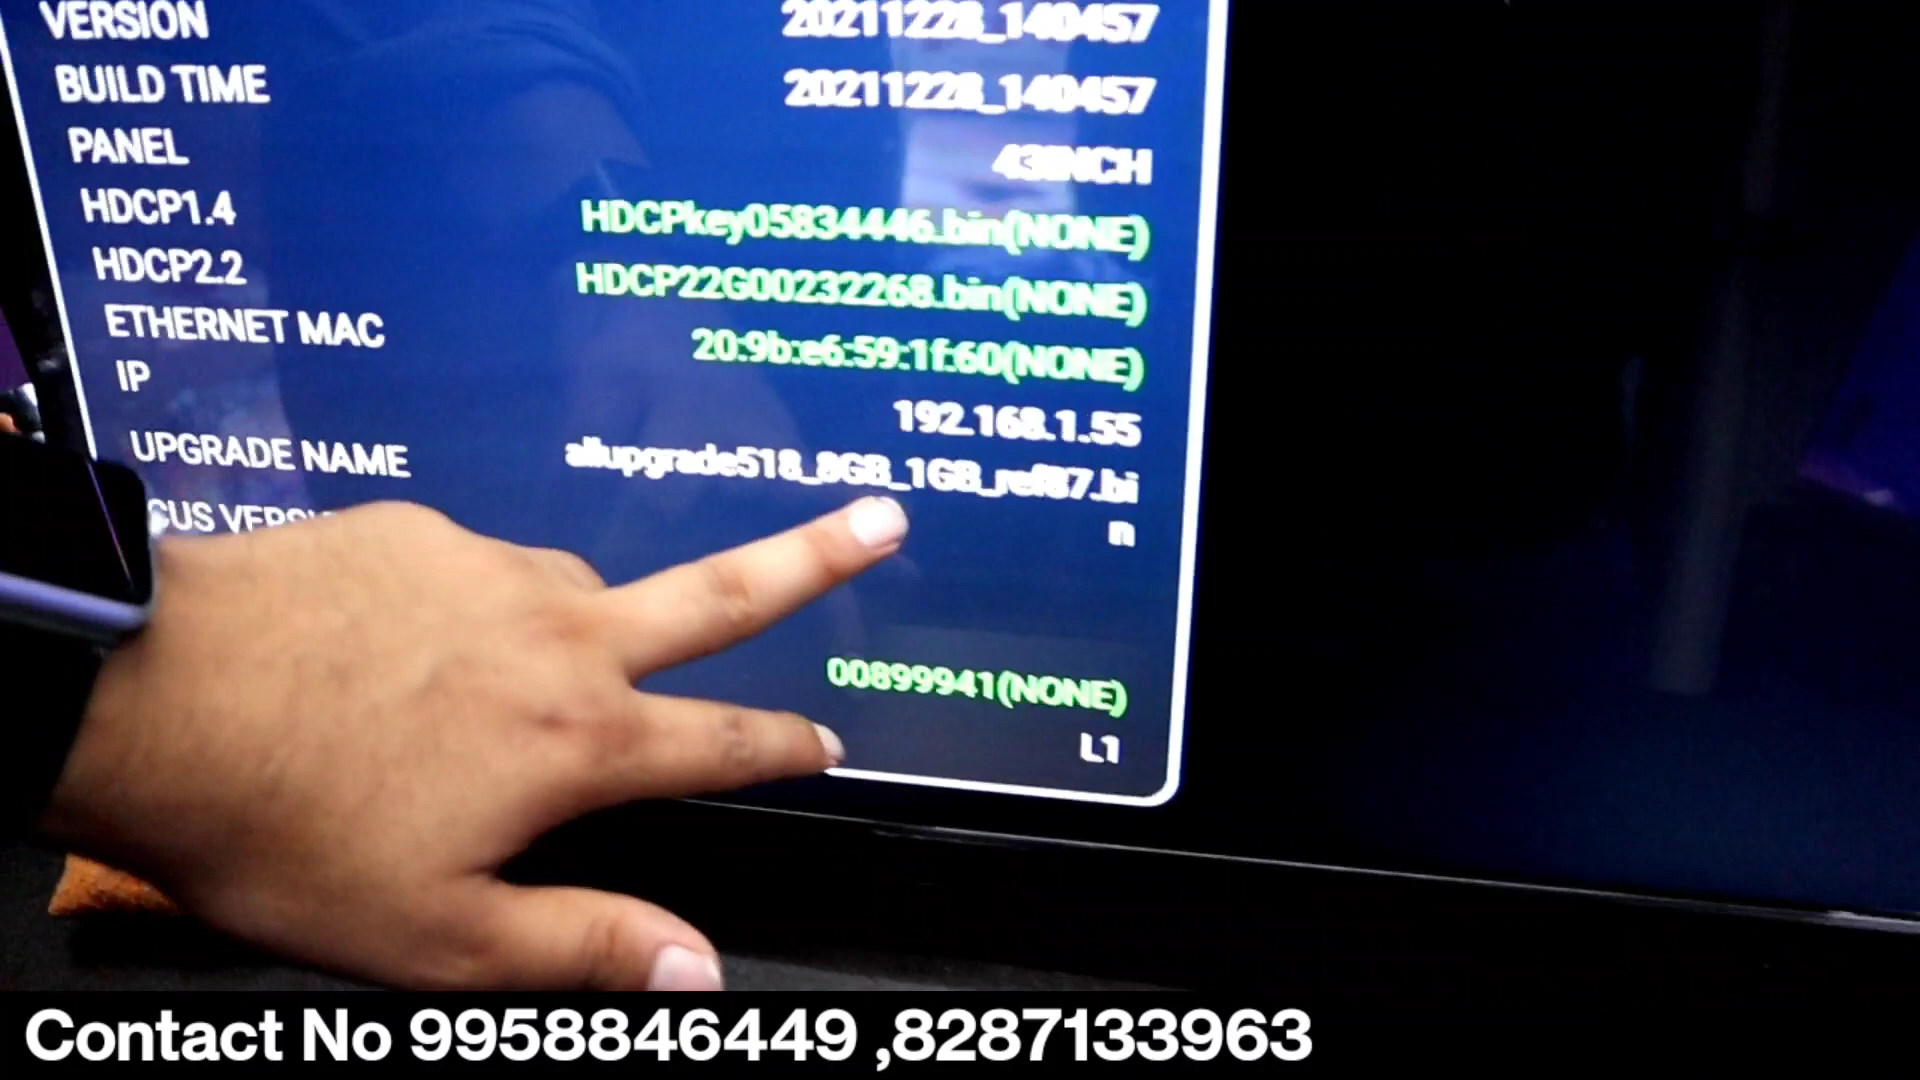 VERSION 20211228_140457
BUILD TIME 20211228_140457
PANEL 43INCH
HDCP1.4 HDCPkey05834446.bin(NONE)
HDCP2.2 HDCP22G00232268.bin(NONE)
ETHERNET MAC 20:9b:e6:59:1f:60(NONE)
IP 192.168.1.55
UPGRADE NAME allupgrade518_8GB_1GB_ref87.bi
n
CUS
00899941(NONE)
L1
Contact No 9958846449 ,8287133963